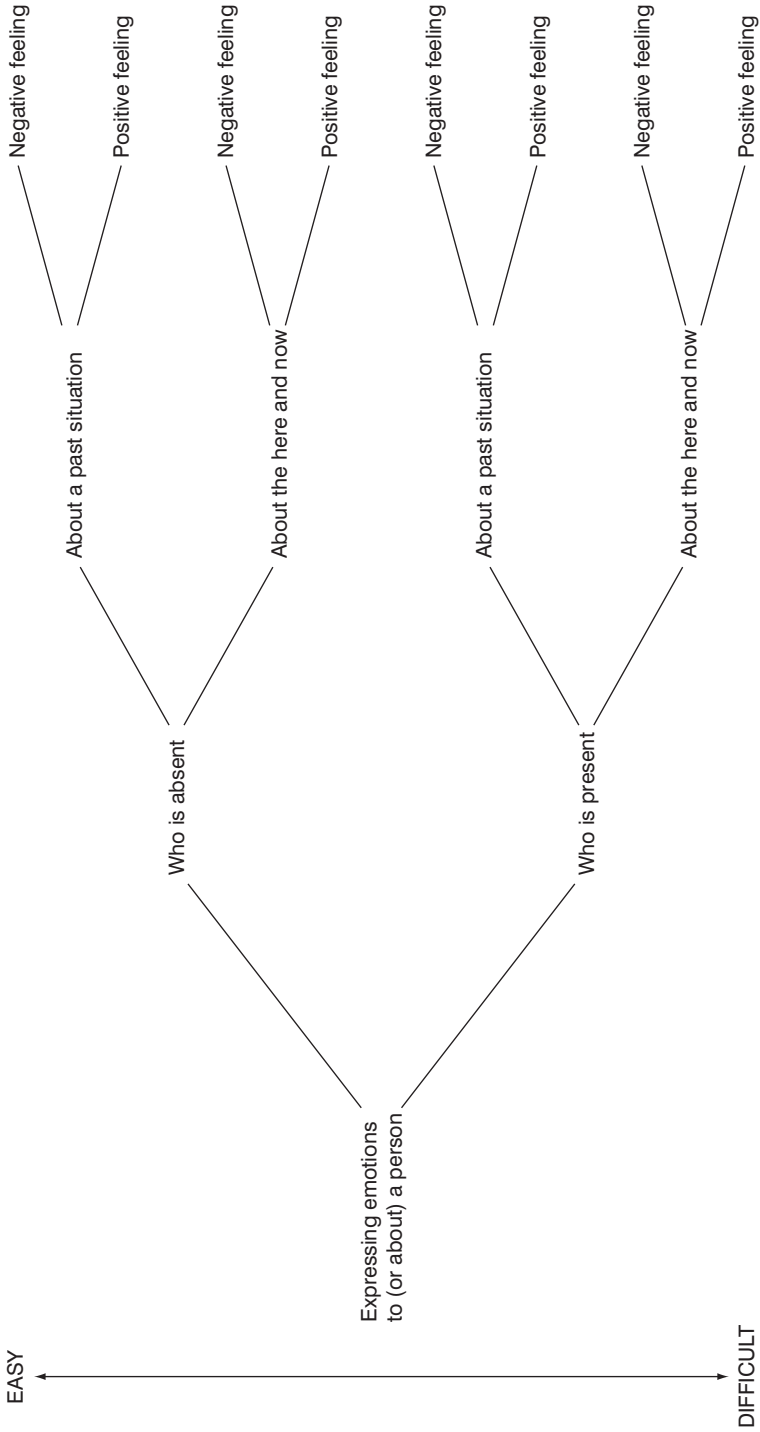 EASY
DIFFICULT
Expressing emotions
to (or about) a person
Who is absent
Who is present
About a past situation
About the here and now
About a past situation
About the here and now
Negative feeling
Positive feeling
Negative feeling
Positive feeling
Negative feeling
Positive feeling
Negative feeling
Positive feeling